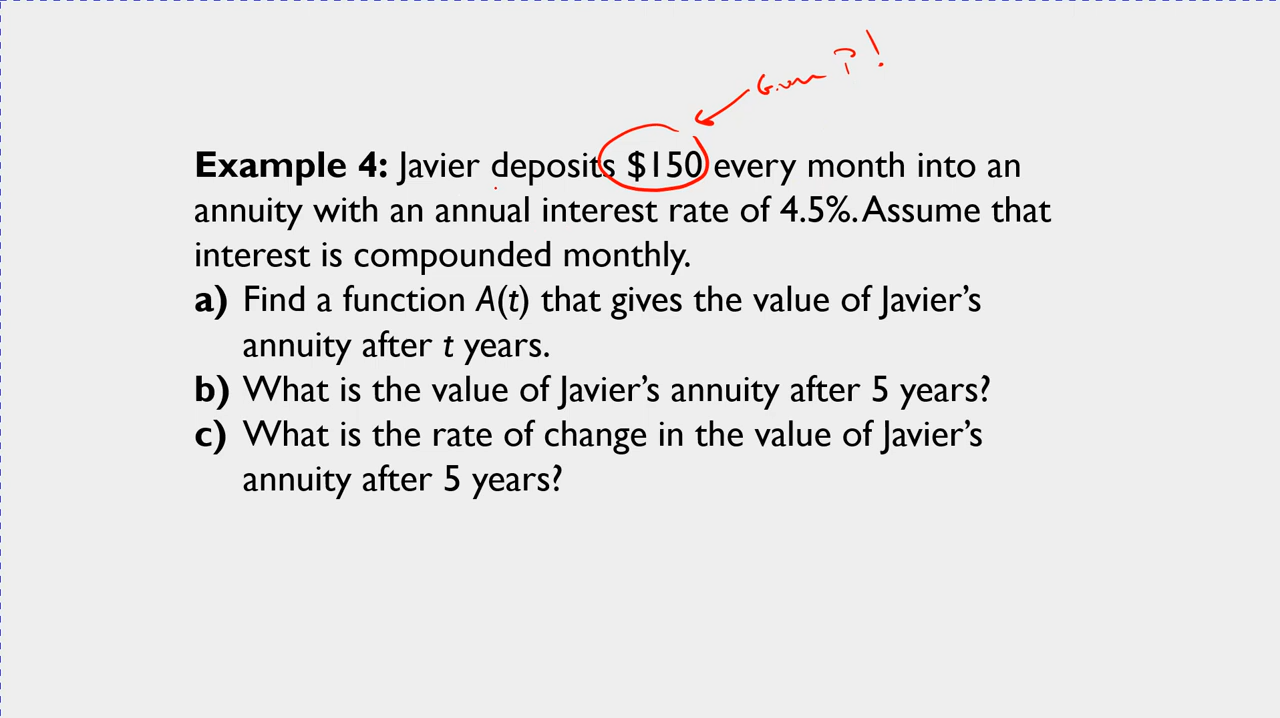 Given P!
Example 4: Javier deposits $150 every month into an
annuity with an annual interest rate of 4.5%. Assume that
interest is compounded monthly.
a) Find a function A(t) that gives the value of Javier’s
annuity after t years.
b) What is the value of Javier’s annuity after 5 years?
c) What is the rate of change in the value of Javier’s
annuity after 5 years?